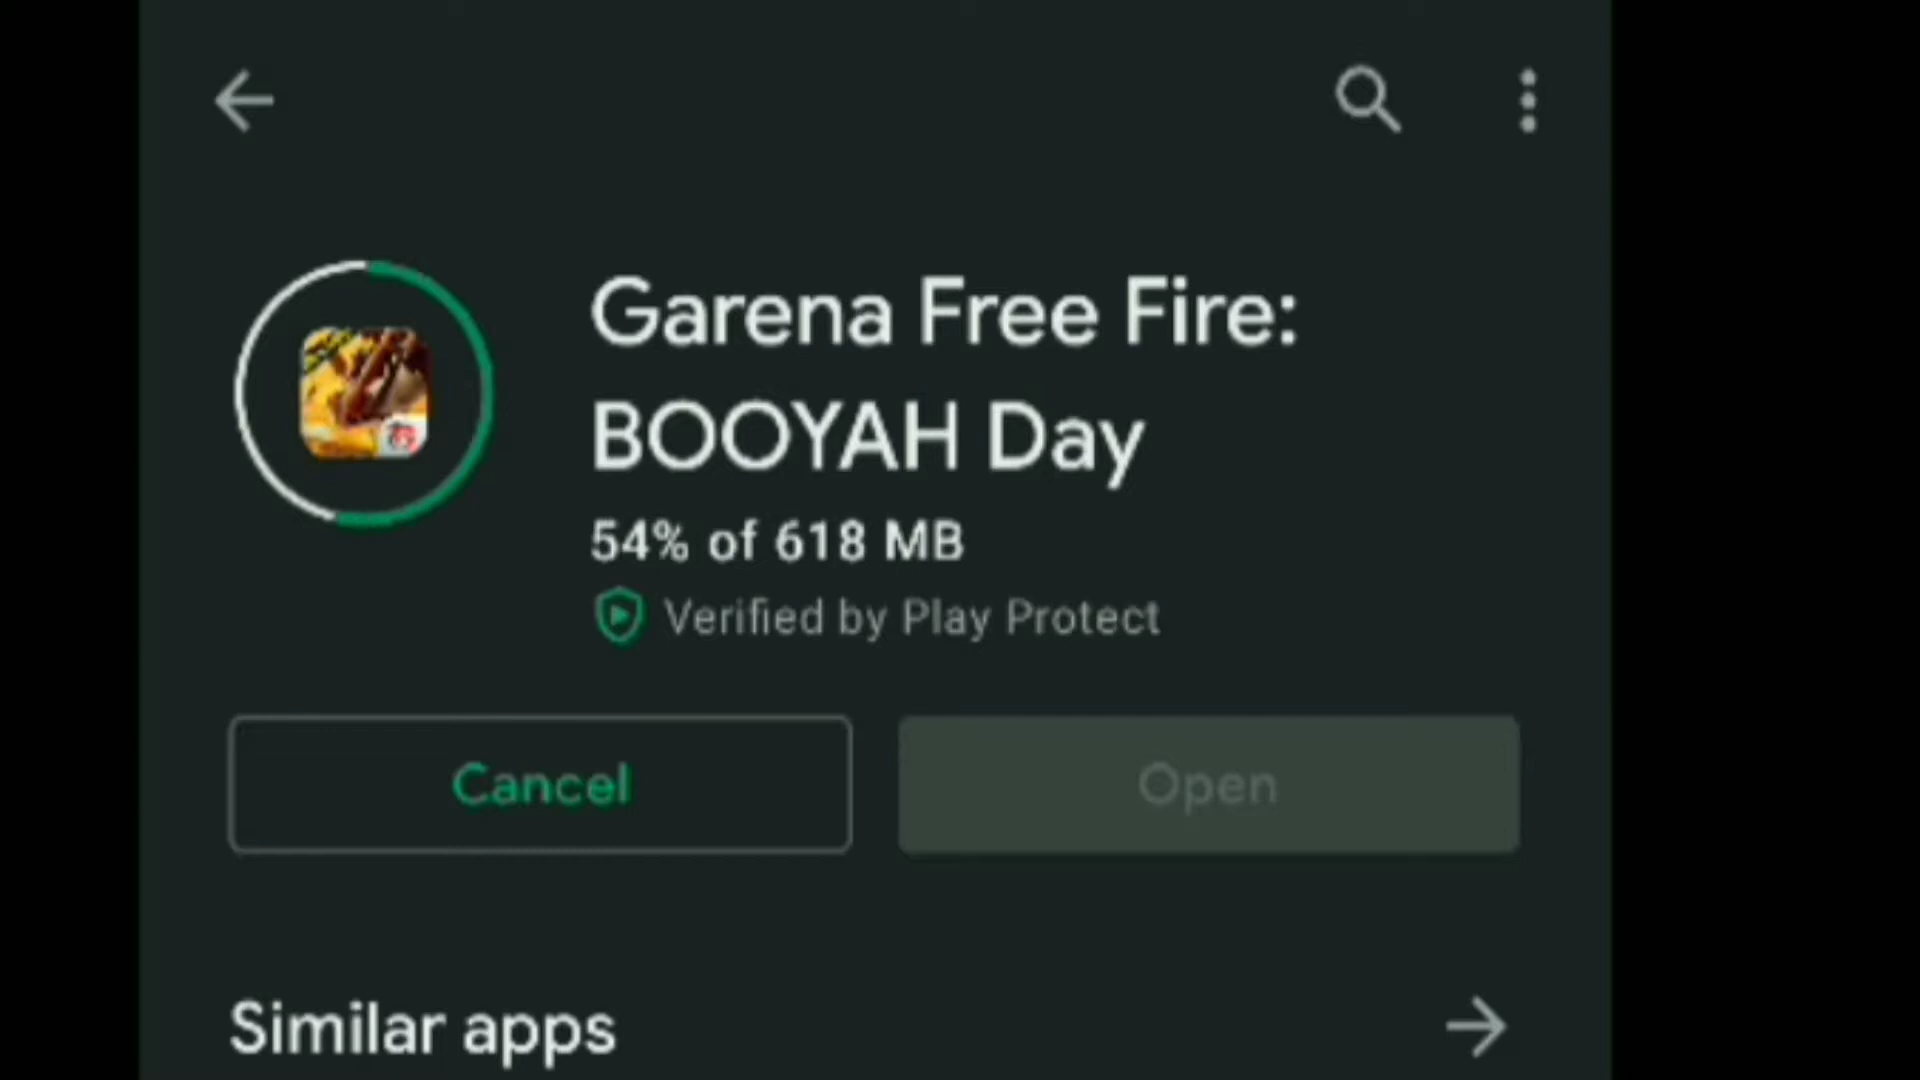 Garena Free Fire:
BOOYAH Day
54% of 618 MB
Verified by Play Protect
Cancel
Open
Similar apps